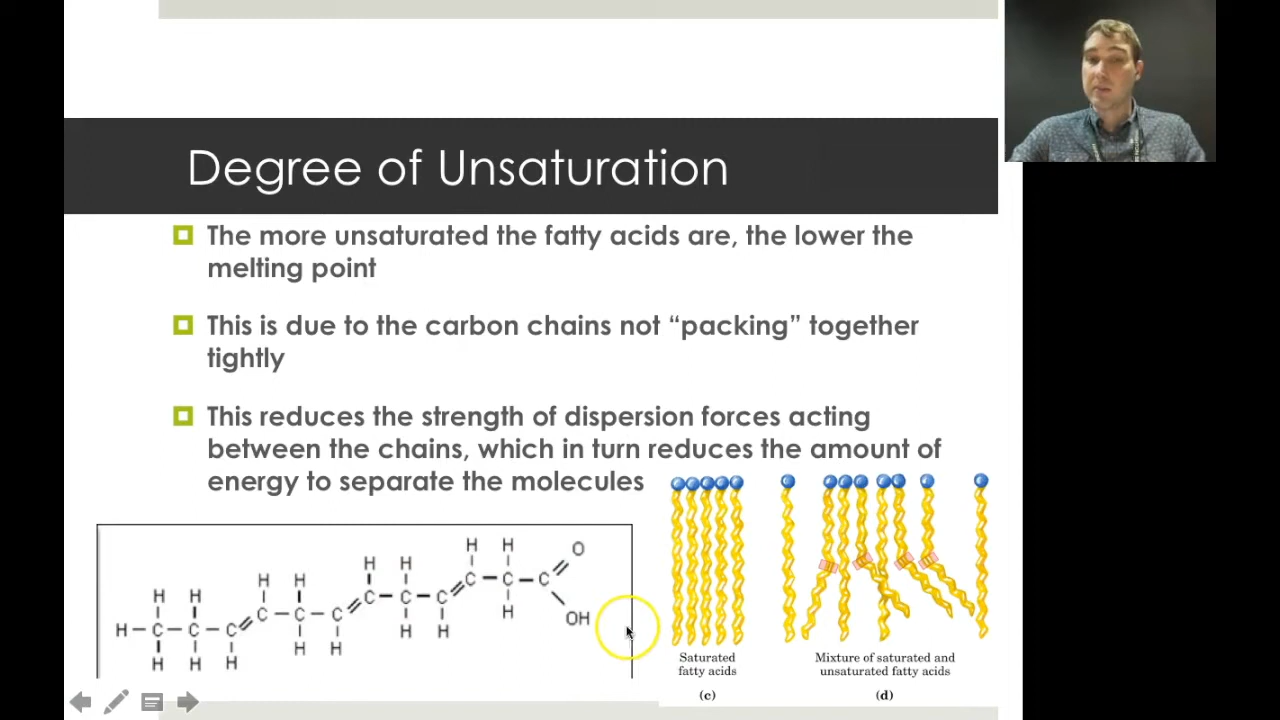 Degree of Unsaturation
The more unsaturated the fatty acids are, the lower the
melting point
This is due to the carbon chains not “packing” together
tightly
This reduces the strength of dispersion forces acting
between the chains, which in turn reduces the amount of
energy to separate the molecules
H H O
H H
H H C – C – C
H H C – C – C OH
H – C – C – C C – C – C H H H
H H H H H
Saturated
fatty acids
(c)
Mixture of saturated and
unsaturated fatty acids
(d)